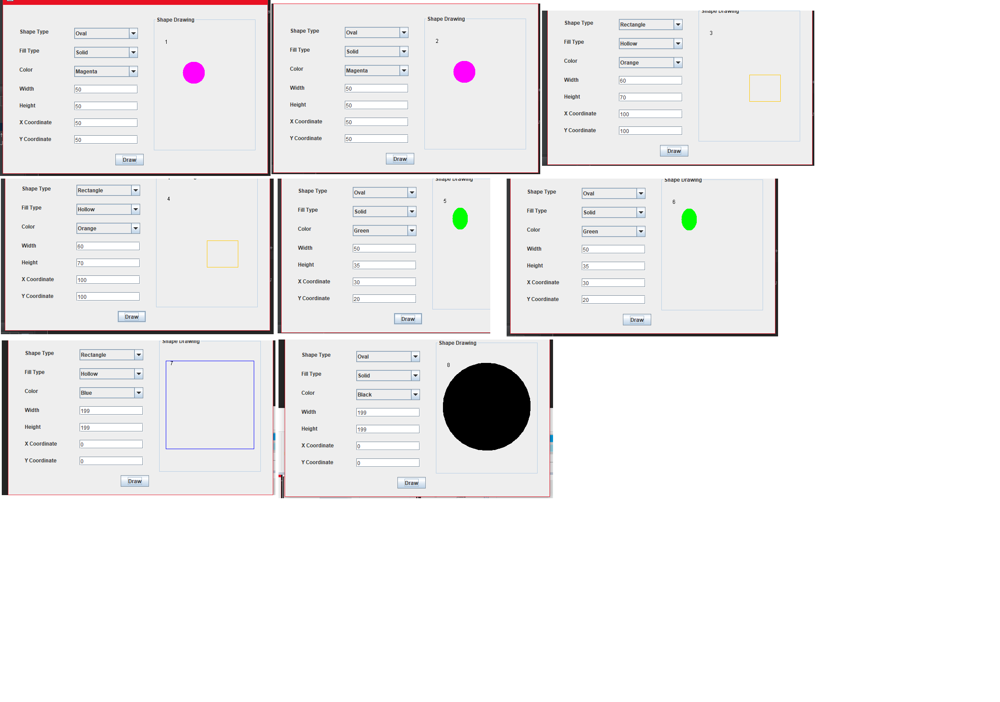 Shape Drawing
Shape Type Oval
1
Fill Type Solid
Color Magenta
Width 50
Height 50
X Coordinate 50
Y Coordinate 50
Draw
Shape Drawing
Shape Type Oval
2
Fill Type Solid
Color Magenta
Width 50
Height 50
X Coordinate 50
Y Coordinate 50
Draw
Shape Drawing
Shape Type Rectangle
3
Fill Type Hollow
Color Orange
Width 60
Height 70
X Coordinate 100
Y Coordinate 100
Draw
Shape Type Rectangle
4
Fill Type Hollow
Color Orange
Width 60
Height 70
X Coordinate 100
Y Coordinate 100
Draw
Shape Drawing
Shape Type Oval
5
Fill Type Solid
Color Green
Width 50
Height 35
X Coordinate 30
Y Coordinate 20
Draw
Shape Drawing
Shape Type Oval
6
Fill Type Solid
Color Green
Width 50
Height 35
X Coordinate 30
Y Coordinate 20
Draw
Shape Drawing
Shape Type Rectangle
7
Fill Type Hollow
Color Blue
Width 199
Height 199
X Coordinate 0
Y Coordinate 0
Draw
Shape Drawing
Shape Type Oval
8
Fill Type Solid
Color Black
Width 199
Height 199
X Coordinate 0
Y Coordinate 0
Draw